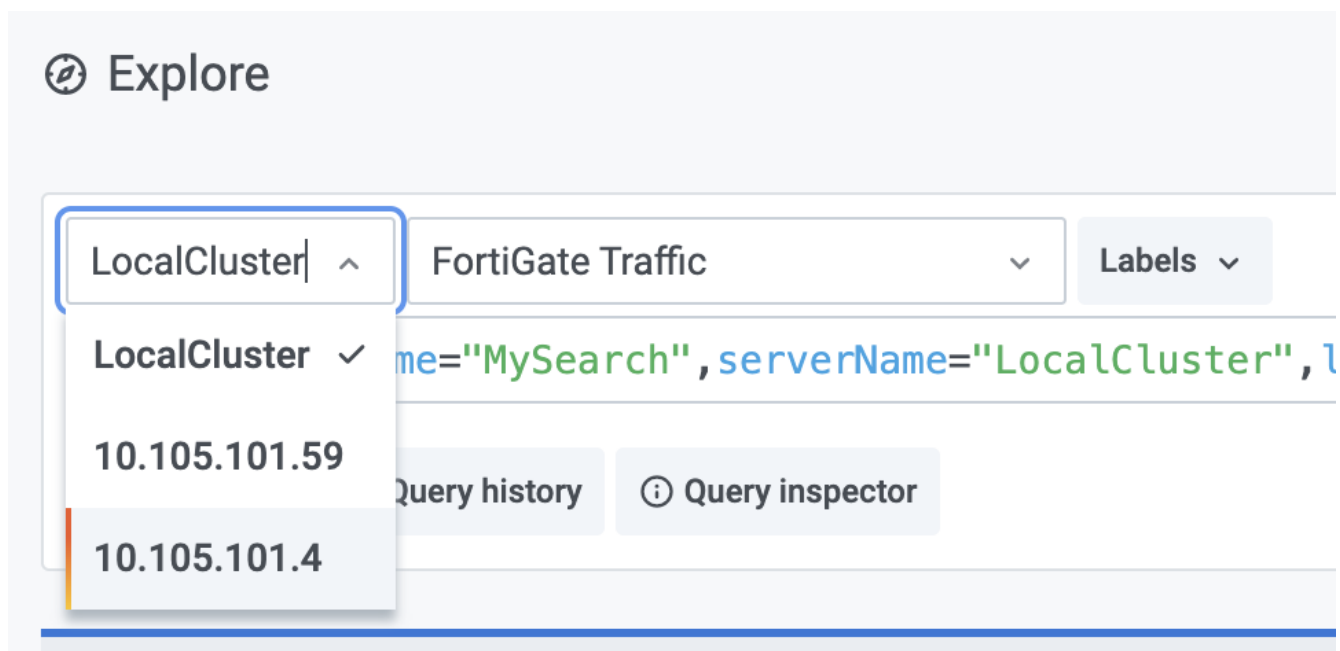 Explore
LocalCluster FortiGate Traffic Labels
LocalCluster me="MySearch",serverName="LocalCluster",
10.105.101.59
Query history Query inspector
10.105.101.4